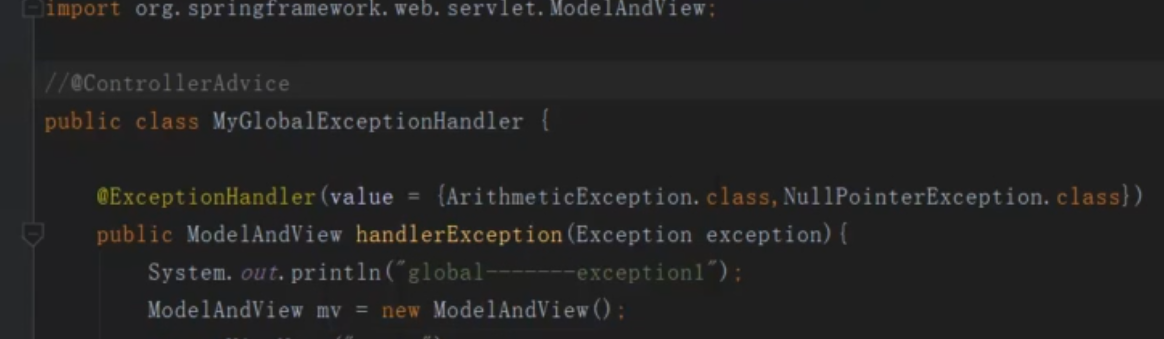 import org.springframework.web.servlet.ModelAndView;
//@ControllerAdvice
public class MyGlobalExceptionHandler {
@ExceptionHandler(value = {ArithmeticException.class,NullPointerException.class})
public ModelAndView handlerException(Exception exception){
System.out.println("global-------exception1");
ModelAndView mv = new ModelAndView();